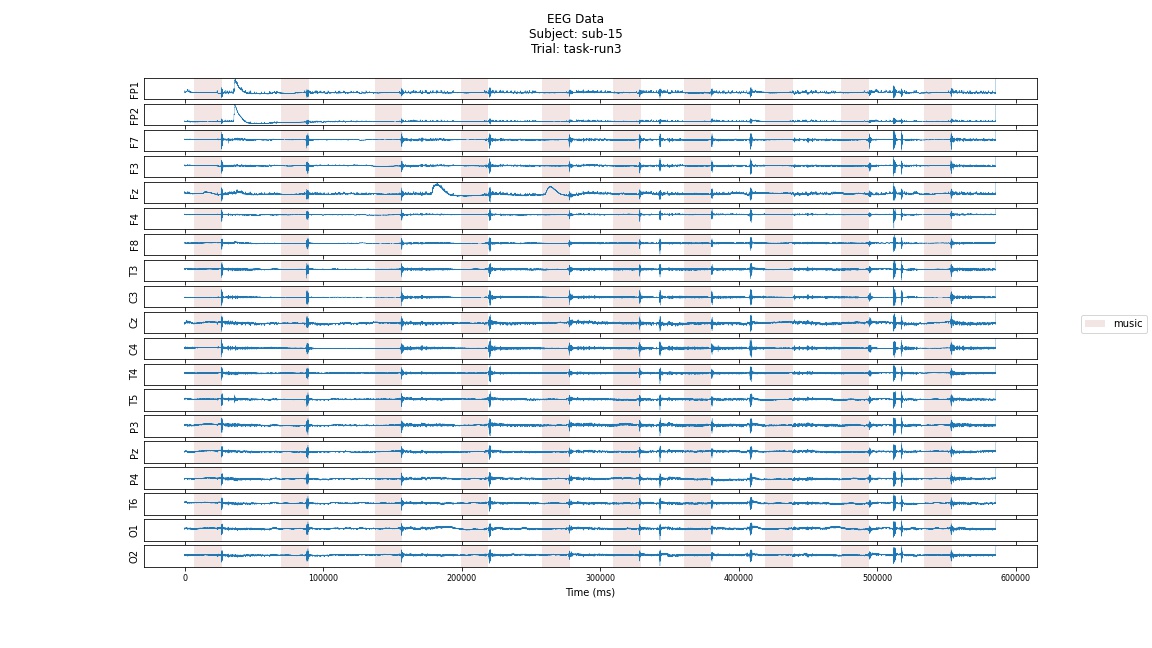 EEG Data
Subject: sub-15
Trial: task-run3
FP1
FP2
F7
F3
Fz
F4
F8
T3
C3
Cz
C4
T4
T5
P3
Pz
P4
T6
O1
O2
music
0 100000 200000 300000 400000 500000 600000
Time (ms)